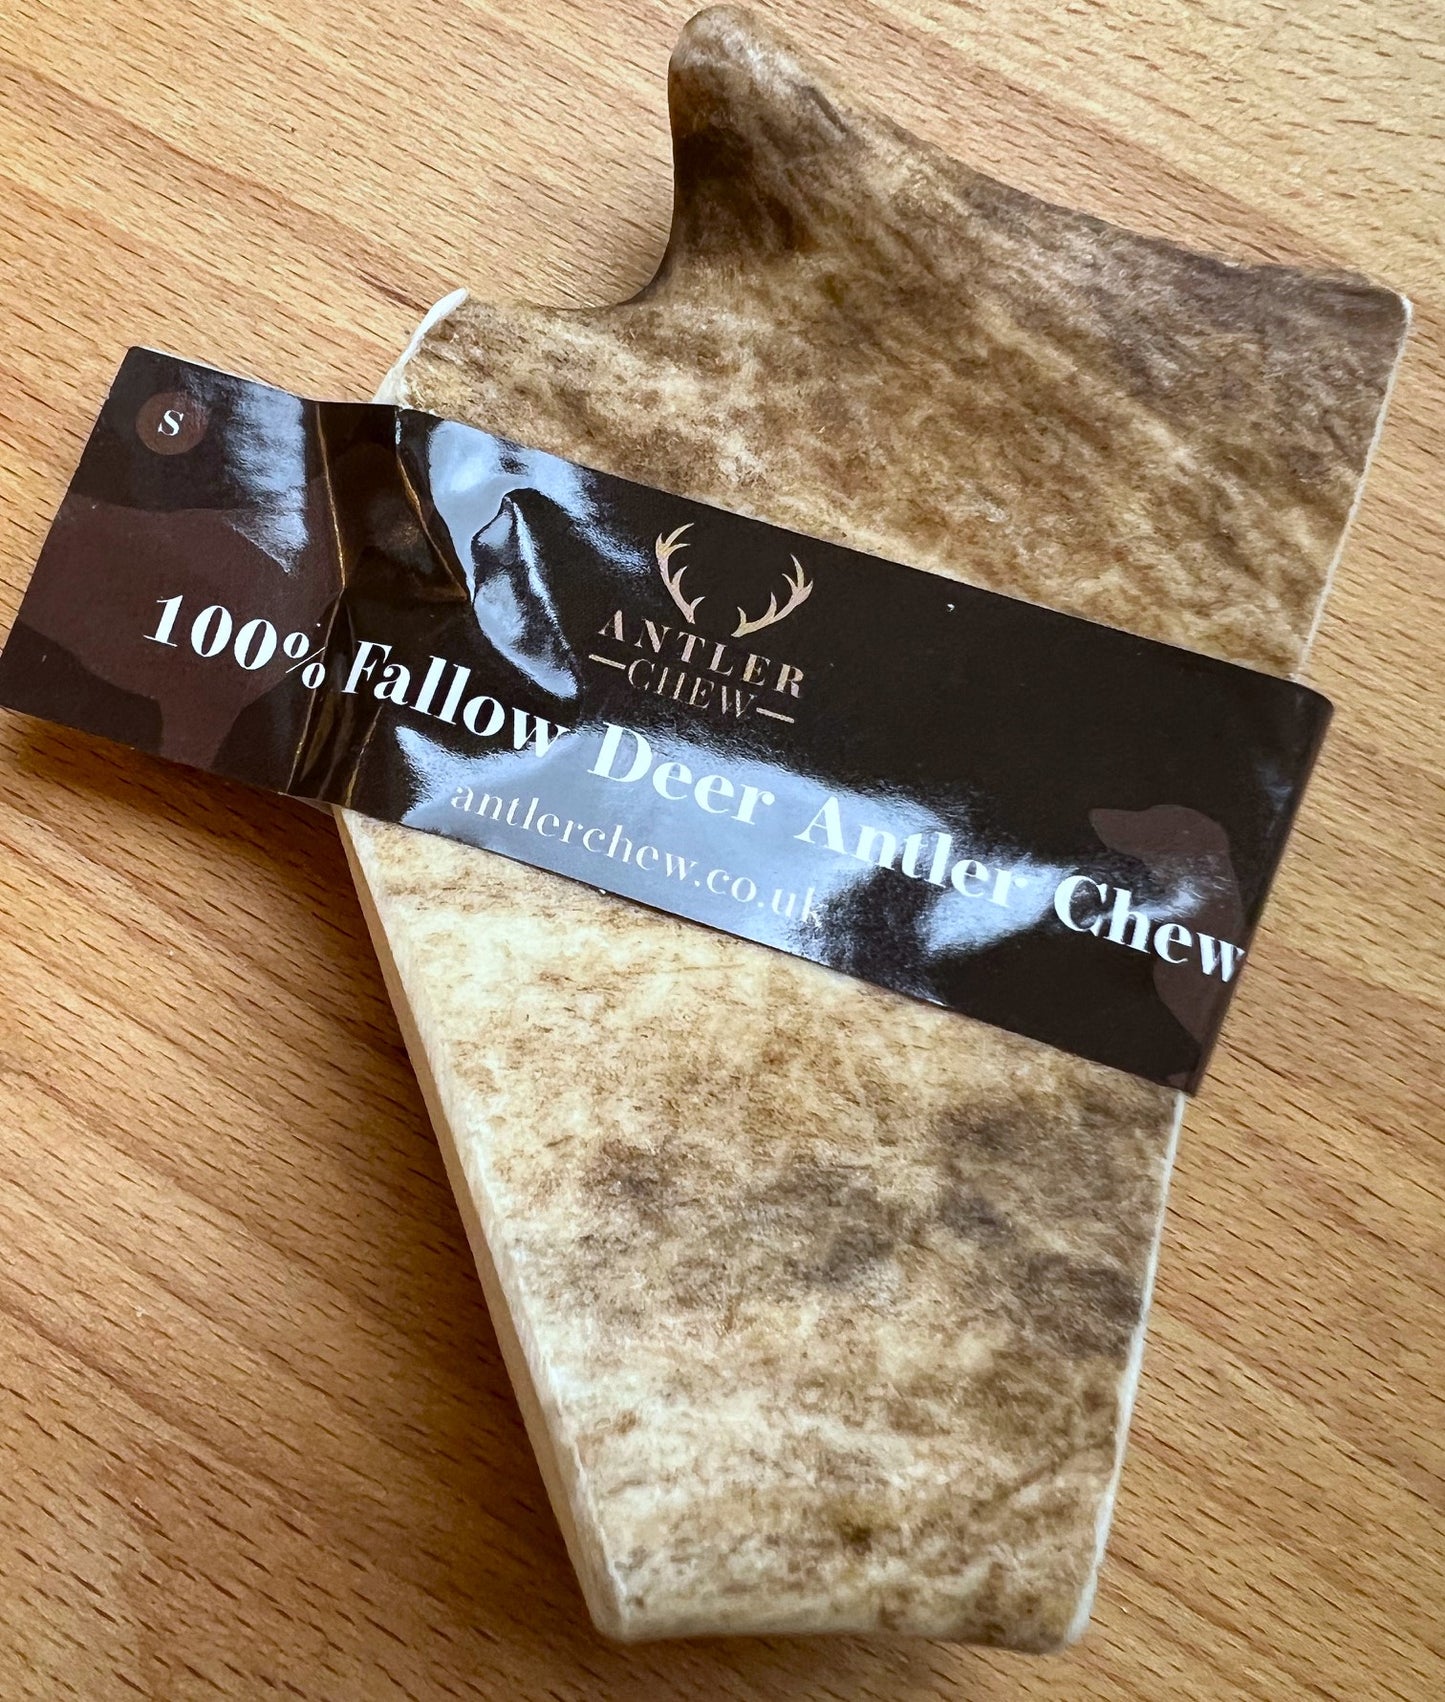 S
ANTLER
CHEW
100% Fallow Deer Antler Chew
antlerchew.co.uk